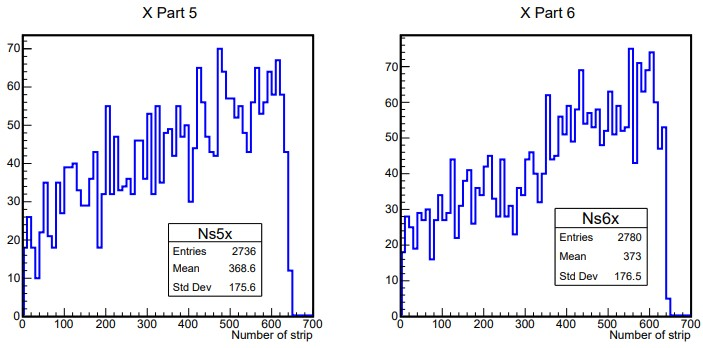 X Part 5
70
60
50
40
30
20
10
0
0 100 200 300 400 500 600 700
Number of strip
Ns5x
Entries 2736
Mean 368.6
Std Dev 175.6
X Part 6
70
60
50
40
30
20
10
0
0 100 200 300 400 500 600 700
Number of strip
Ns6x
Entries 2780
Mean 373
Std Dev 176.5